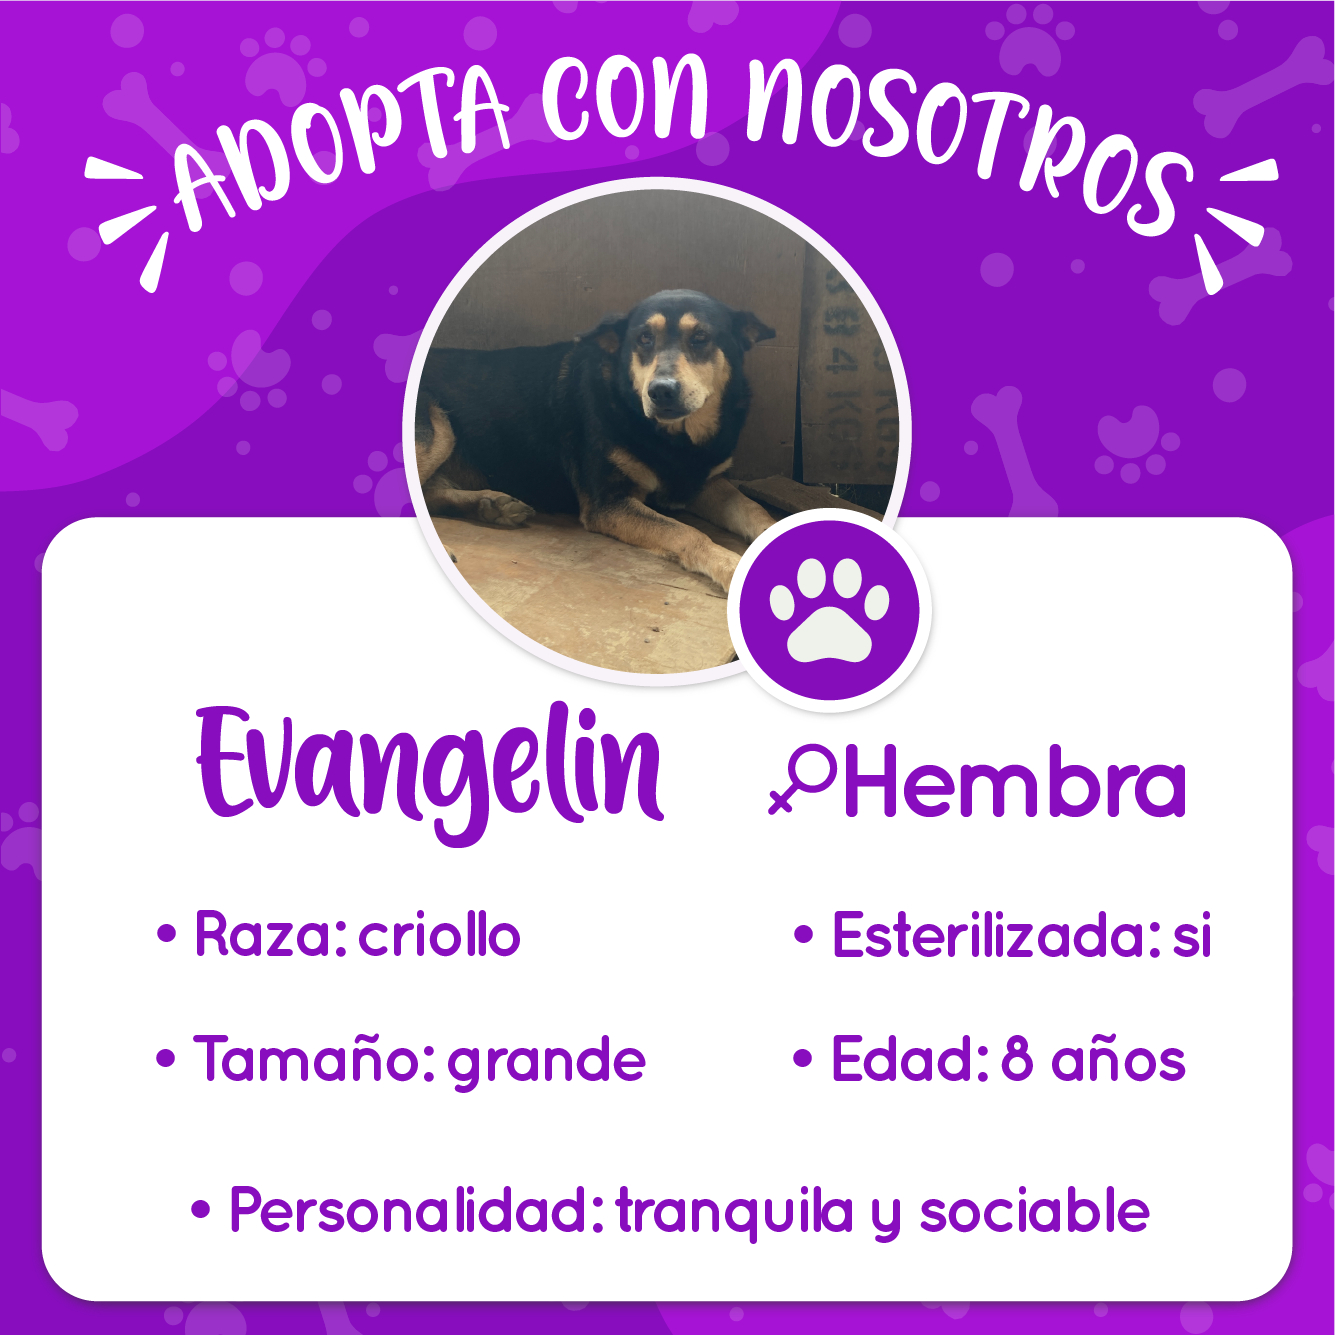 ADOPTA CON NOSOTROS
Evangelin
Hembra
• Raza: criollo
• Esterilizada: si
• Tamaño: grande
• Edad: 8 años
• Personalidad: tranquila y sociable